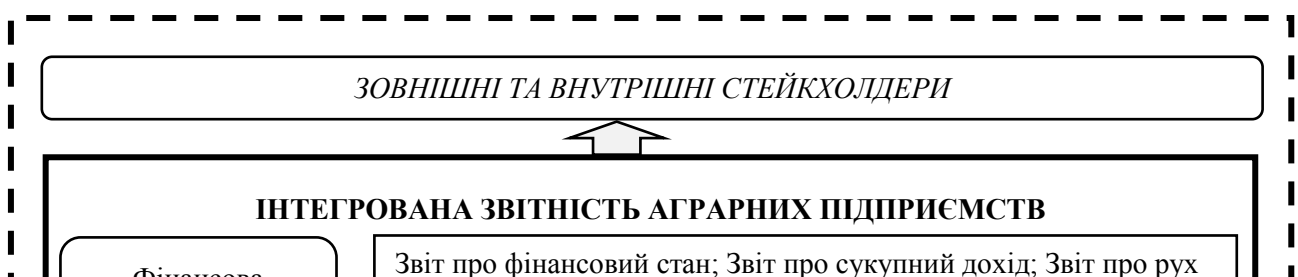 ЗОВНІШНІ ТА ВНУТРІШНІ СТЕЙКХОЛДЕРИ
ІНТЕГРОВАНА ЗВІТНІСТЬ АГРАРНИХ ПІДПРИЄМСТВ
Звіт про фінансовий стан; Звіт про сукупний дохід; Звіт про рух
Фінансова